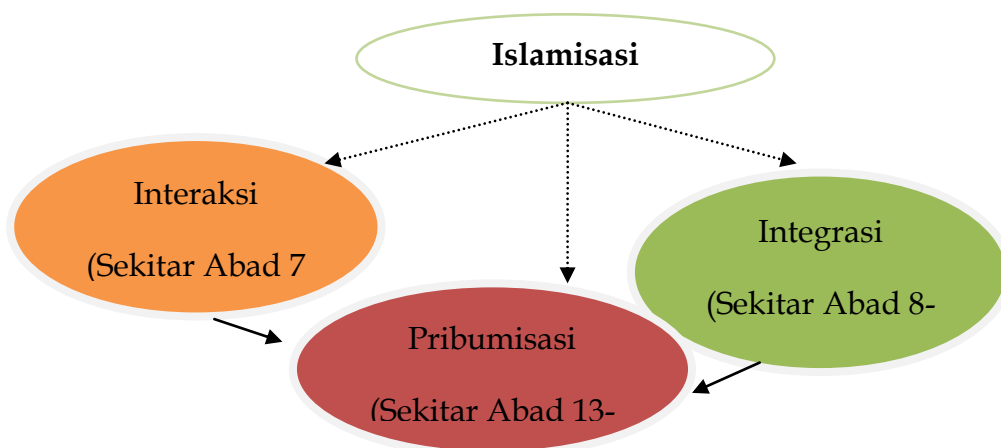 Islamisasi
Interaksi
(Sekitar Abad 7
Integrasi
(Sekitar Abad 8-
Pribumisasi
(Sekitar Abad 13-